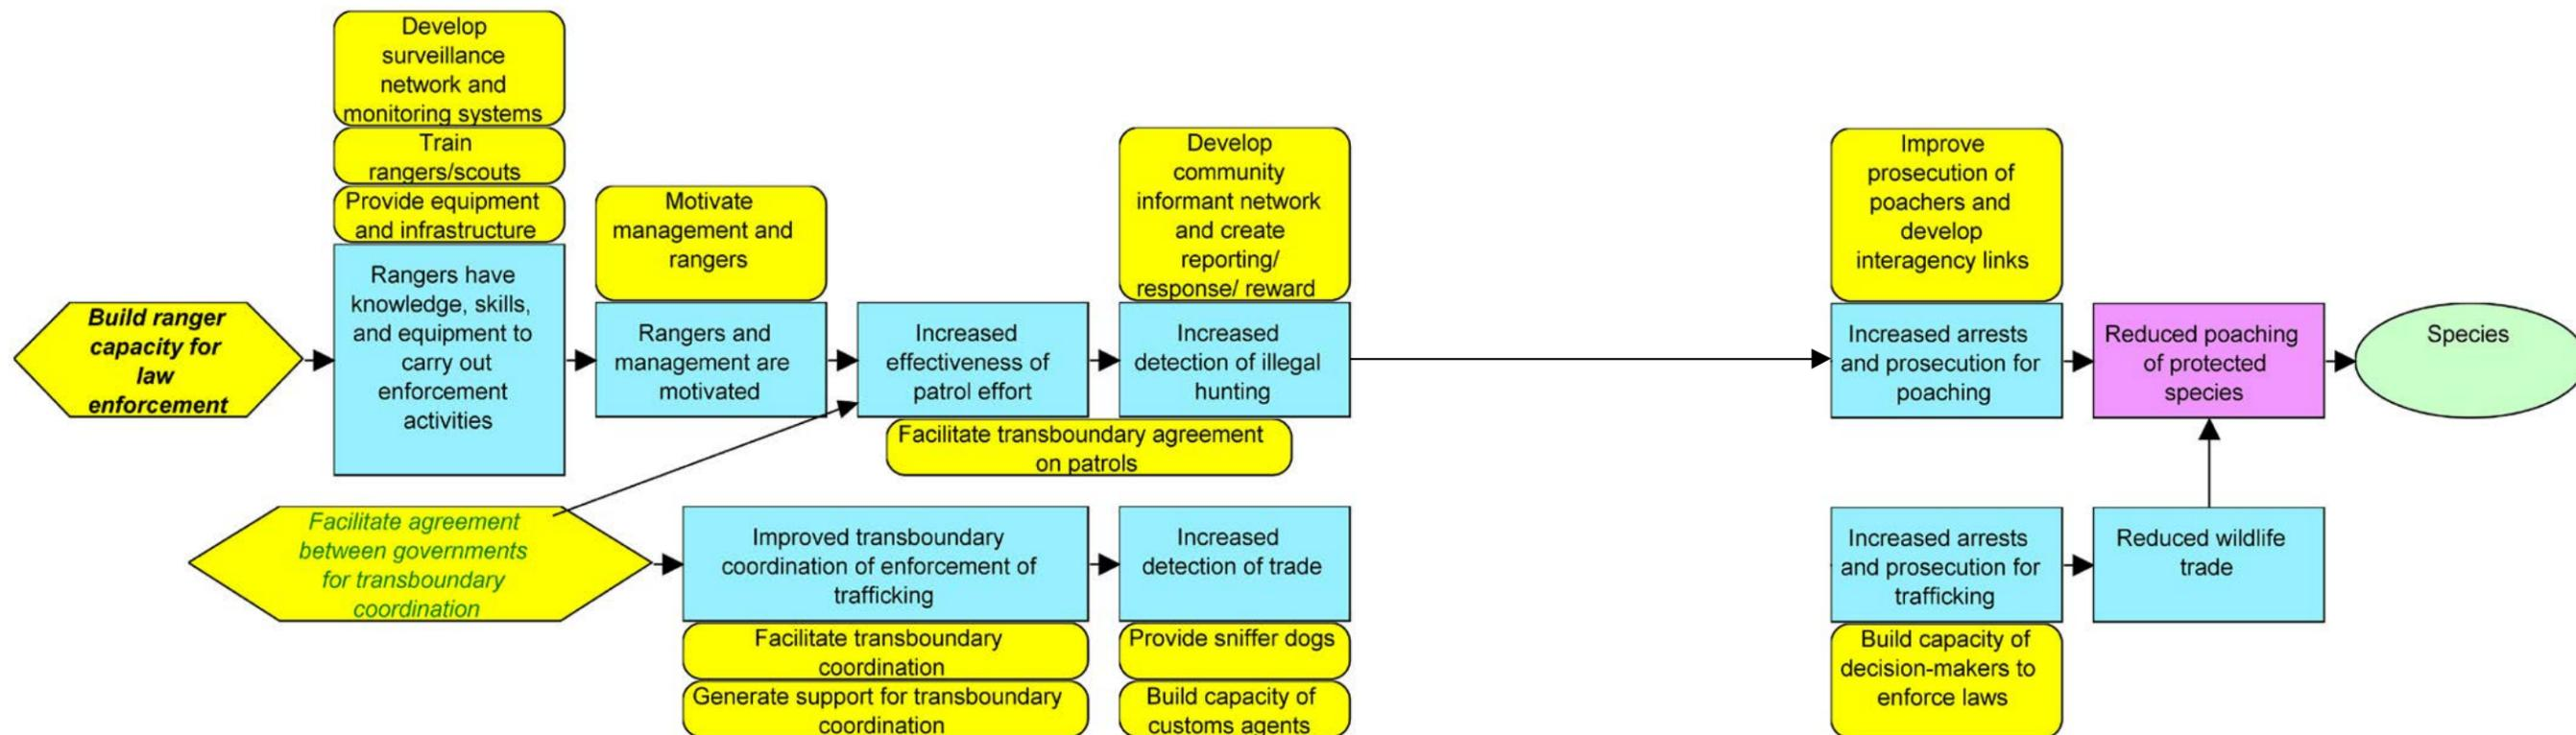 Develop
surveillance
network and
monitoring systems
Train
rangers/scouts
Provide equipment
and infrastructure
Rangers have
knowledge, skills,
and equipment to
carry out
enforcement
activities
Build ranger
capacity for
law
enforcement
Motivate
management and
rangers
Rangers and
management are
motivated
Increased
effectiveness of
patrol effort
Develop
community
informant network
and create
reporting/
response/ reward
Increased
detection of illegal
hunting
Facilitate transboundary agreement
on patrols
Improve
prosecution of
poachers and
develop
interagency links
Increased arrests
and prosecution for
poaching
Reduced poaching
of protected
species
Species
Facilitate agreement
between governments
for transboundary
coordination
Improved transboundary
coordination of enforcement of
trafficking
Facilitate transboundary
coordination
Generate support for transboundary
coordination
Increased
detection of trade
Provide sniffer dogs
Build capacity of
customs agents
Increased arrests
and prosecution for
trafficking
Build capacity of
decision-makers to
enforce laws
Reduced wildlife
trade